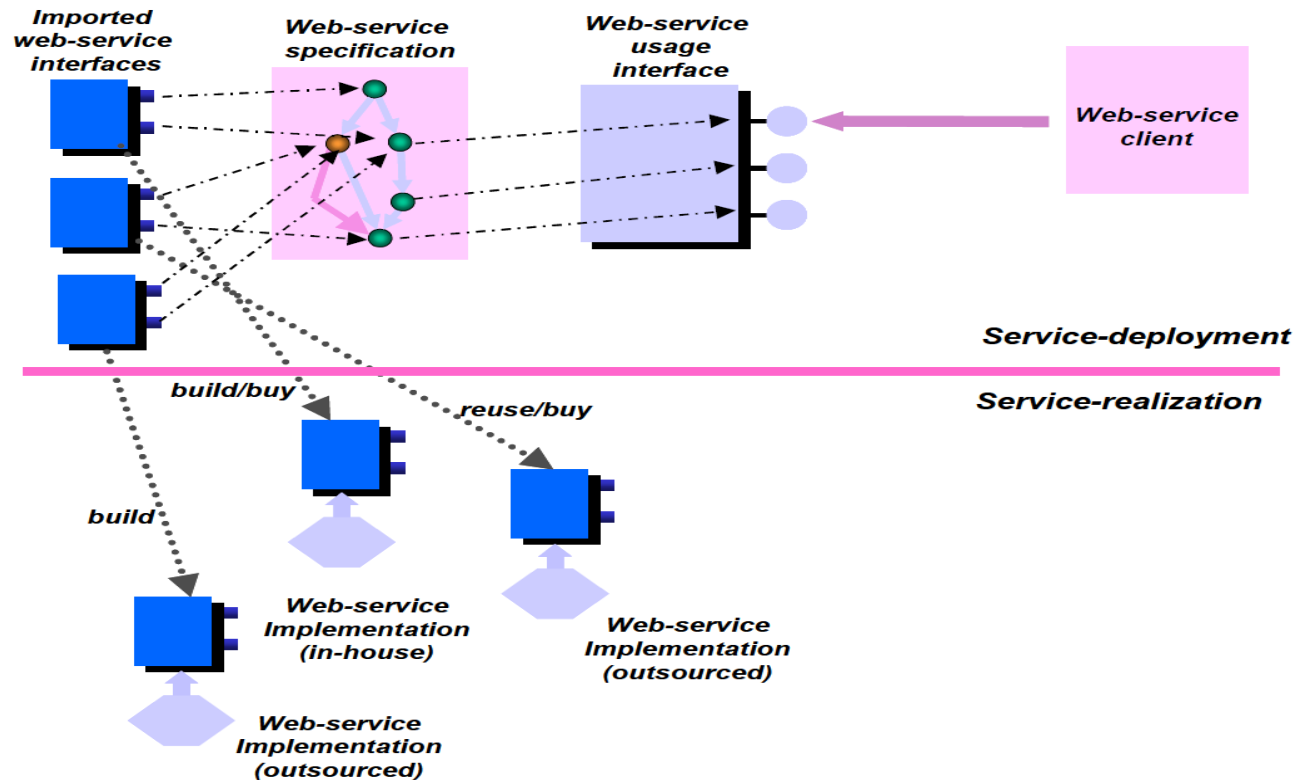 Imported
web-service
interfaces
Web-service
specification
Web-service
usage
interface
Web-service
client
Service-deployment
Service-realization
build/buy
reuse/buy
build
Web-service
Implementation
(in-house)
Web-service
Implementation
(outsourced)
Web-service
Implementation
(outsourced)